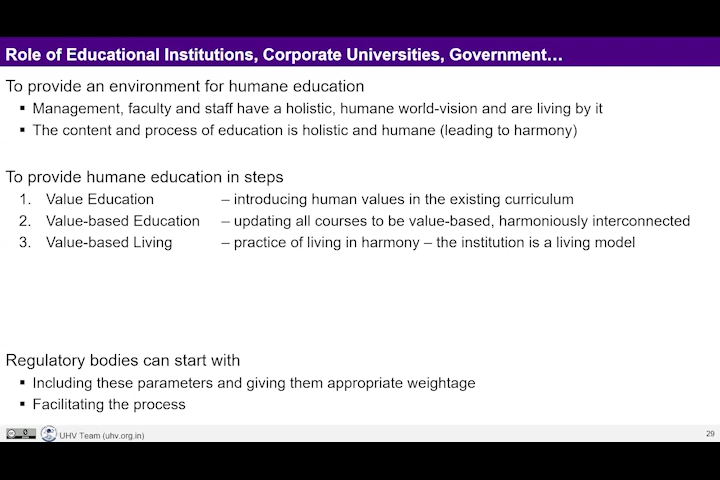 Role of Educational Institutions, Corporate Universities, Government…
To provide an environment for humane education
▪ Management, faculty and staff have a holistic, humane world-vision and are living by it
▪ The content and process of education is holistic and humane (leading to harmony)
To provide humane education in steps
1. Value Education – introducing human values in the existing curriculum
2. Value-based Education – updating all courses to be value-based, harmoniously interconnected
3. Value-based Living – practice of living in harmony – the institution is a living model
Regulatory bodies can start with
▪ Including these parameters and giving them appropriate weightage
▪ Facilitating the process
UHV Team (uhv.org.in) 29